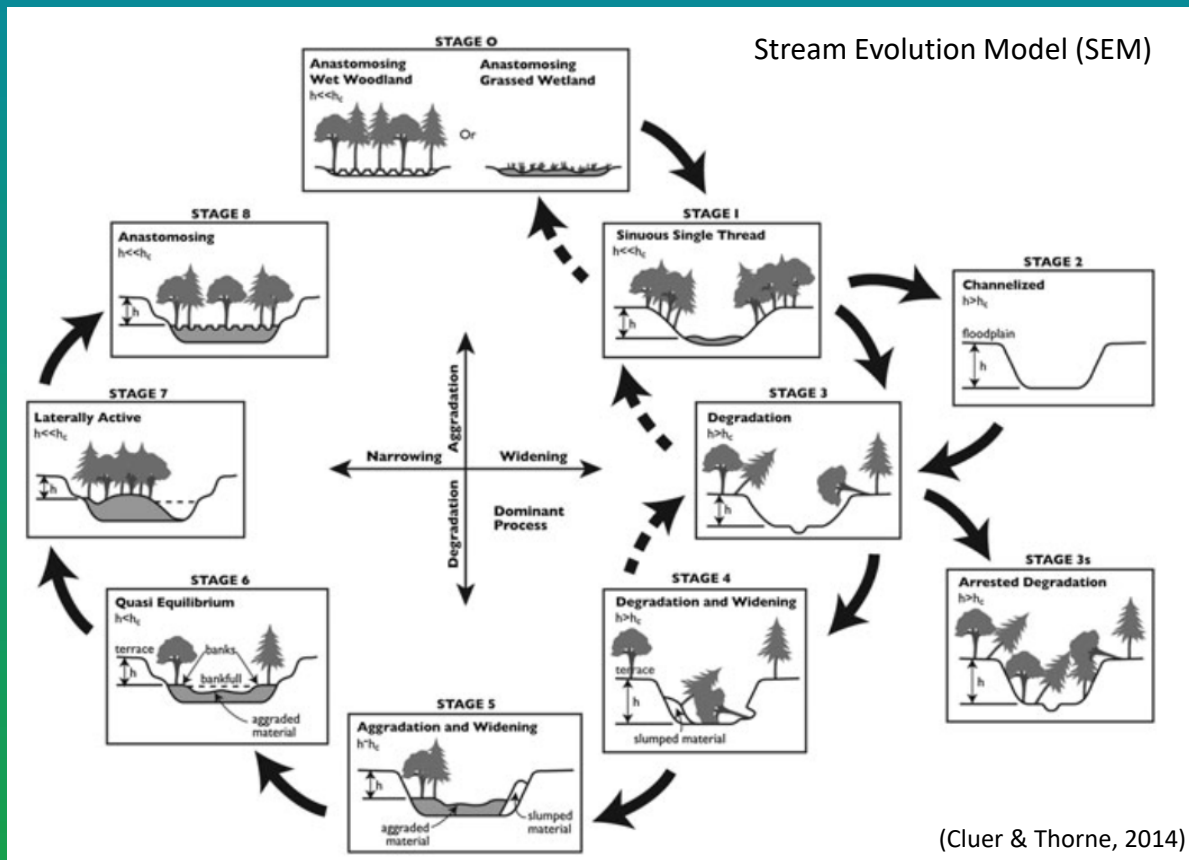 Stream Evolution Model (SEM)
STAGE O
Anastomosing
Wet Woodland
h<<hc
Or
Anastomosing
Grassed Wetland
STAGE 1
Sinuous Single Thread
h<<hc
h
STAGE 2
Channelized
h>hc
floodplain
h
STAGE 3
Degradation
h>hc
h
STAGE 3s
Arrested Degradation
h>hc
h
STAGE 4
Degradation and Widening
h>hc
terrace
h
slumped material
STAGE 5
Aggradation and Widening
h~hc
h
aggraded
material
slumped
material
STAGE 6
Quasi Equilibrium
h<hc
terrace
banks
h
bankfull
aggraded
material
STAGE 7
Laterally Active
h<<hc
h
STAGE 8
Anastomosing
h<<hc
h
Aggradation
Narrowing
Widening
Degradation
Dominant
Process
(Cluer & Thorne, 2014)